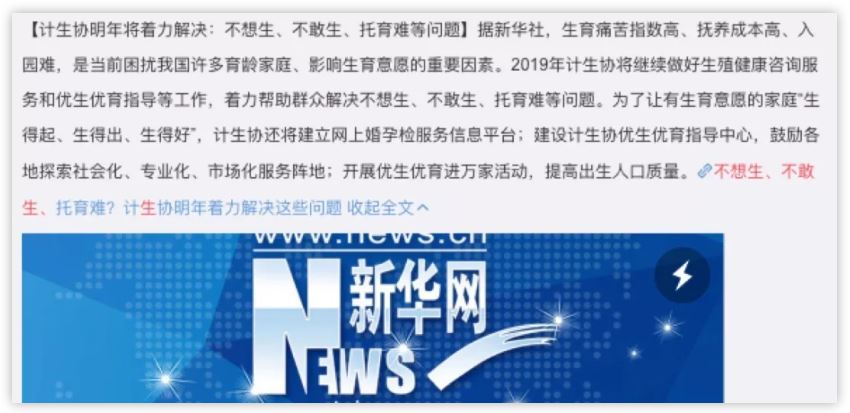 【计生协明年将着力解决：不想生、不敢生、托育难等问题】据新华社，生育痛苦指数高、抚养成本高、入
园难，是当前困扰我国许多育龄家庭、影响生育意愿的重要因素。2019年计生协将继续做好生殖健康咨询服
务和优生优育指导等工作，着力帮助群众解决不想生、不敢生、托育难等问题。为了让有生育意愿的家庭“生
得起、生得出、生得好”，计生协还将建立网上婚孕检服务信息平台；建设计生协优生优育指导中心，鼓励各
地探索社会化、专业化、市场化服务阵地；开展优生优育进万家活动，提高出生人口质量。不想生、不敢
生、托育难？计生协明年着力解决这些问题 收起全文
www.news.cn
新华网
NEWS